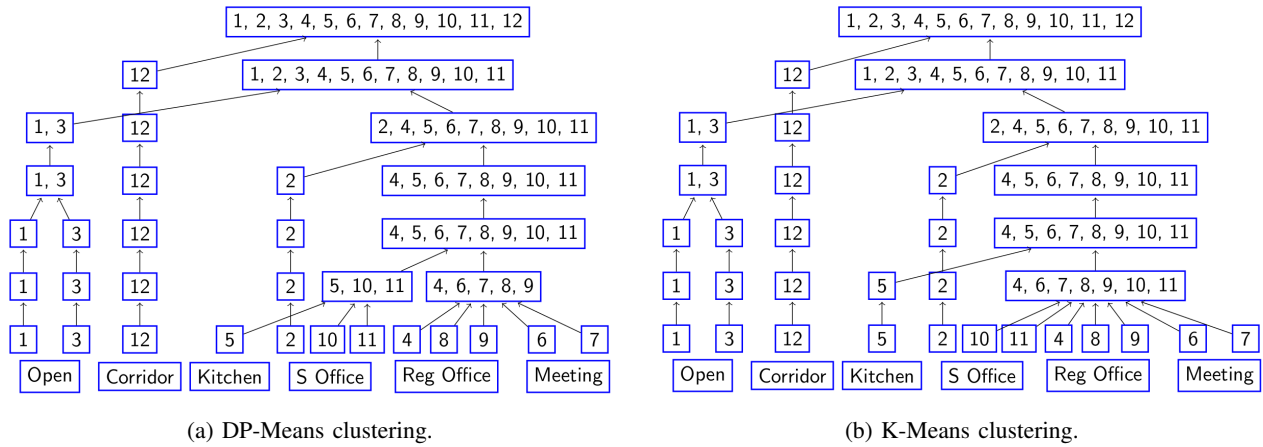 1, 2, 3, 4, 5, 6, 7, 8, 9, 10, 11, 12
12
1, 2, 3, 4, 5, 6, 7, 8, 9, 10, 11
1, 3
12
2, 4, 5, 6, 7, 8, 9, 10, 11
1, 3
12
2
4, 5, 6, 7, 8, 9, 10, 11
1
3
12
2
4, 5, 6, 7, 8, 9, 10, 11
1
3
12
2
5, 10, 11
4, 6, 7, 8, 9
1
3
12
5
2
10
11
4
8
9
6
7
Open
Corridor
Kitchen
S Office
Reg Office
Meeting
(a) DP-Means clustering.
1, 2, 3, 4, 5, 6, 7, 8, 9, 10, 11, 12
12
1, 2, 3, 4, 5, 6, 7, 8, 9, 10, 11
1, 3
12
2, 4, 5, 6, 7, 8, 9, 10, 11
1, 3
12
2
4, 5, 6, 7, 8, 9, 10, 11
1
3
12
2
4, 5, 6, 7, 8, 9, 10, 11
1
3
12
5
2
4, 6, 7, 8, 9, 10, 11
1
3
12
5
2
10
11
4
8
9
6
7
Open
Corridor
Kitchen
S Office
Reg Office
Meeting
(b) K-Means clustering.